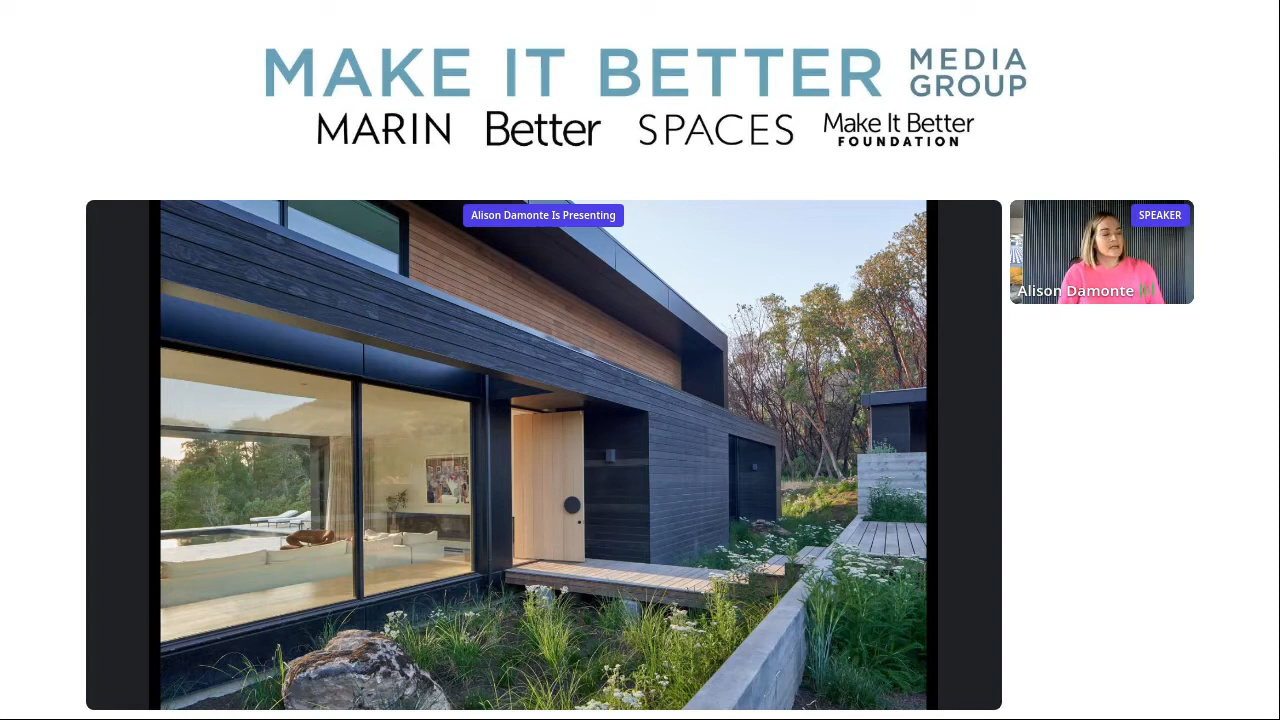 MAKE IT BETTER MEDIA GROUP
MARIN Better SPACES Make It Better FOUNDATION
Alison Damonte Is Presenting
SPEAKER
Alison Damonte